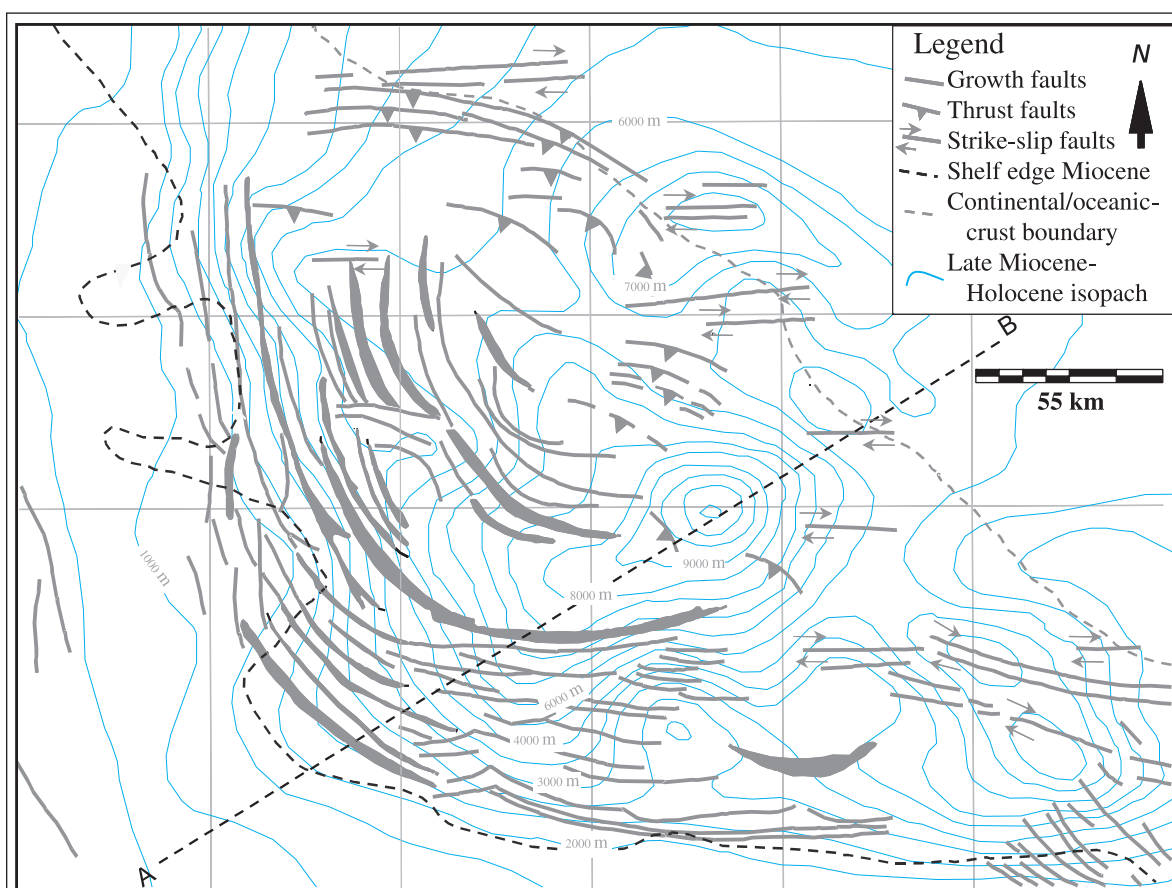 Legend
N
Growth faults
Thrust faults
Strike-slip faults
Shelf edge Miocene
Continental/oceanic-
crust boundary
Late Miocene-
Holocene isopach
6000 m
7000 m
B
55 km
1000 m
9000 m
8000 m
6000 m
4000 m
3000 m
2000 m
A